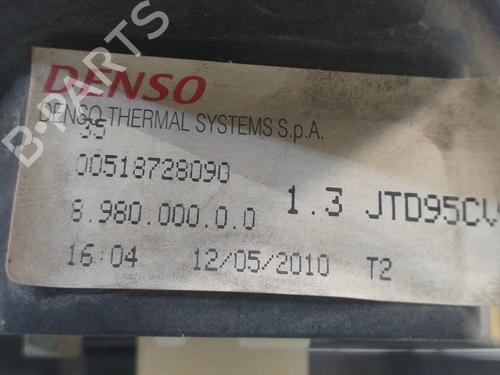 B-PARTS
DENSO
DENSO THERMAL SYSTEMS S.p.A.
35
00518728090
8.980.000.0.0 1.3 JTD95CV
16:04 12/05/2010 T2